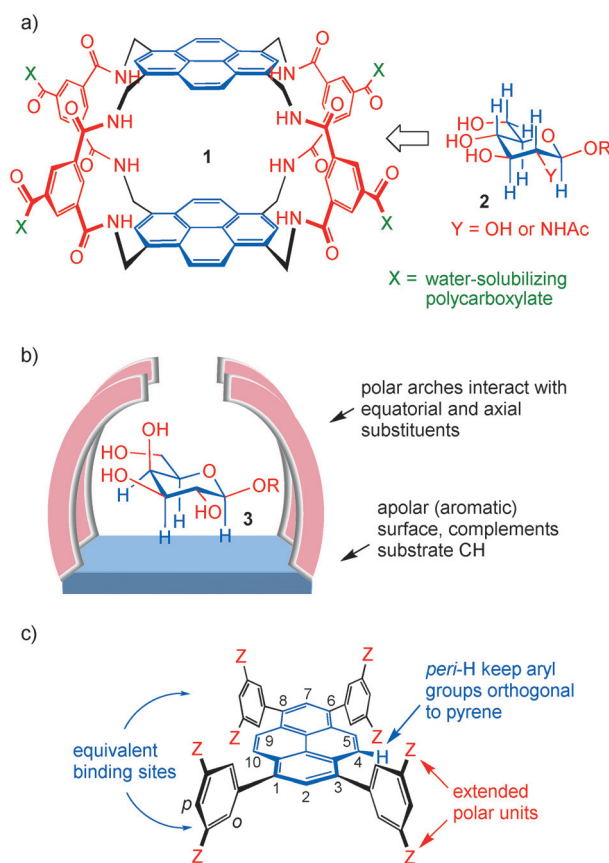 a)
X
O
O
NH
HN
O
O
X
O
NH
HN
O
O
NH
1
HN
O
O
NH
HN
O
X
O
O
X
H
HO
H
O
HO
OR
HO
H
H
Y
H
2
Y = OH or NHAc
X = water-solubilizing
polycarboxylate
b)
polar arches interact with
equatorial and axial
substituents
OH
HO
O
HO
OR
H
HO
3
H
H
H
apolar (aromatic)
surface, complements
substrate CH
c)
Z
Z
peri-H keep aryl
groups orthogonal
to pyrene
8
7
6
Z
Z
9
5
equivalent
binding sites
10
4
H
Z
Z
1
2
3
extended
polar units
p
o
Z
Z